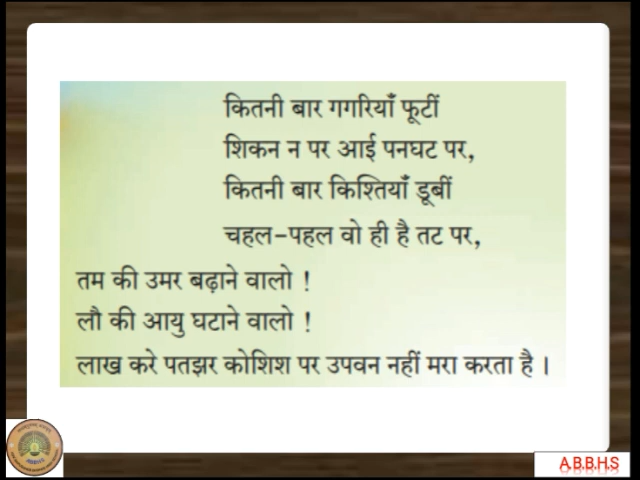 कितनी बार गगरियाँ फूटीं
शिकन न पर आई पनघट पर,
कितनी बार किश्तियाँ डूबीं
चहल-पहल वो ही है तट पर,
तम की उमर बढ़ाने वालो !
लौ की आयु घटाने वालो !
लाख करे पतझर कोशिश पर उपवन नहीं मरा करता है ।
A.B.B.H.S